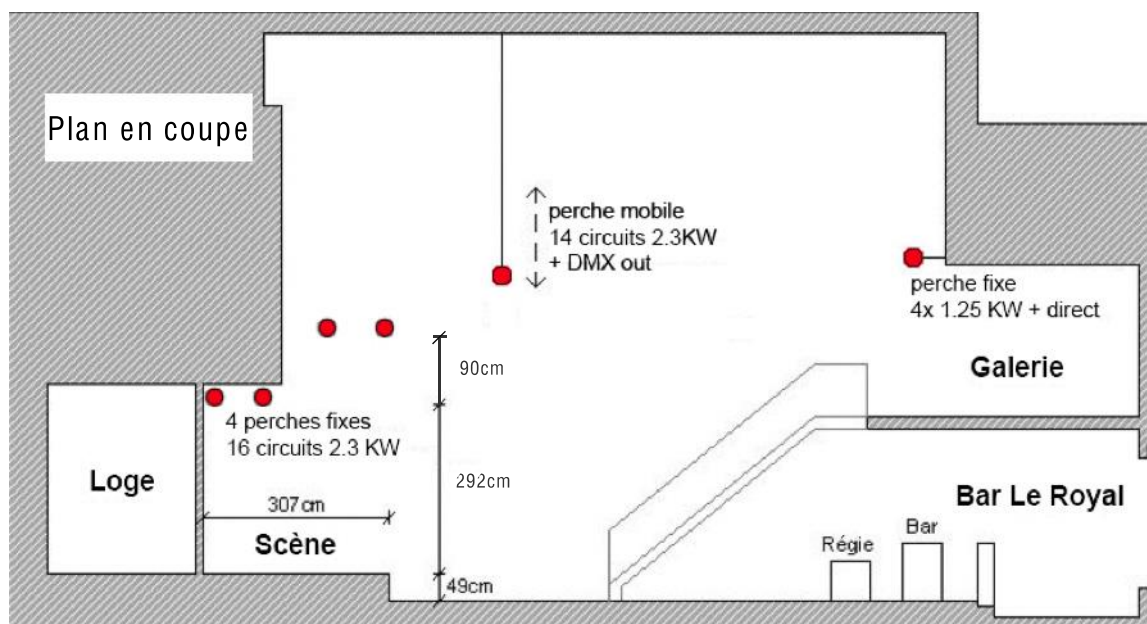 Plan en coupe
perche mobile
14 circuits 2.3KW
+ DMX out
perche fixe
4x 1.25 KW + direct
90cm
Galerie
4 perches fixes
16 circuits 2.3 KW
Loge
292cm
Bar Le Royal
307cm
Scène
Régie
Bar
49cm